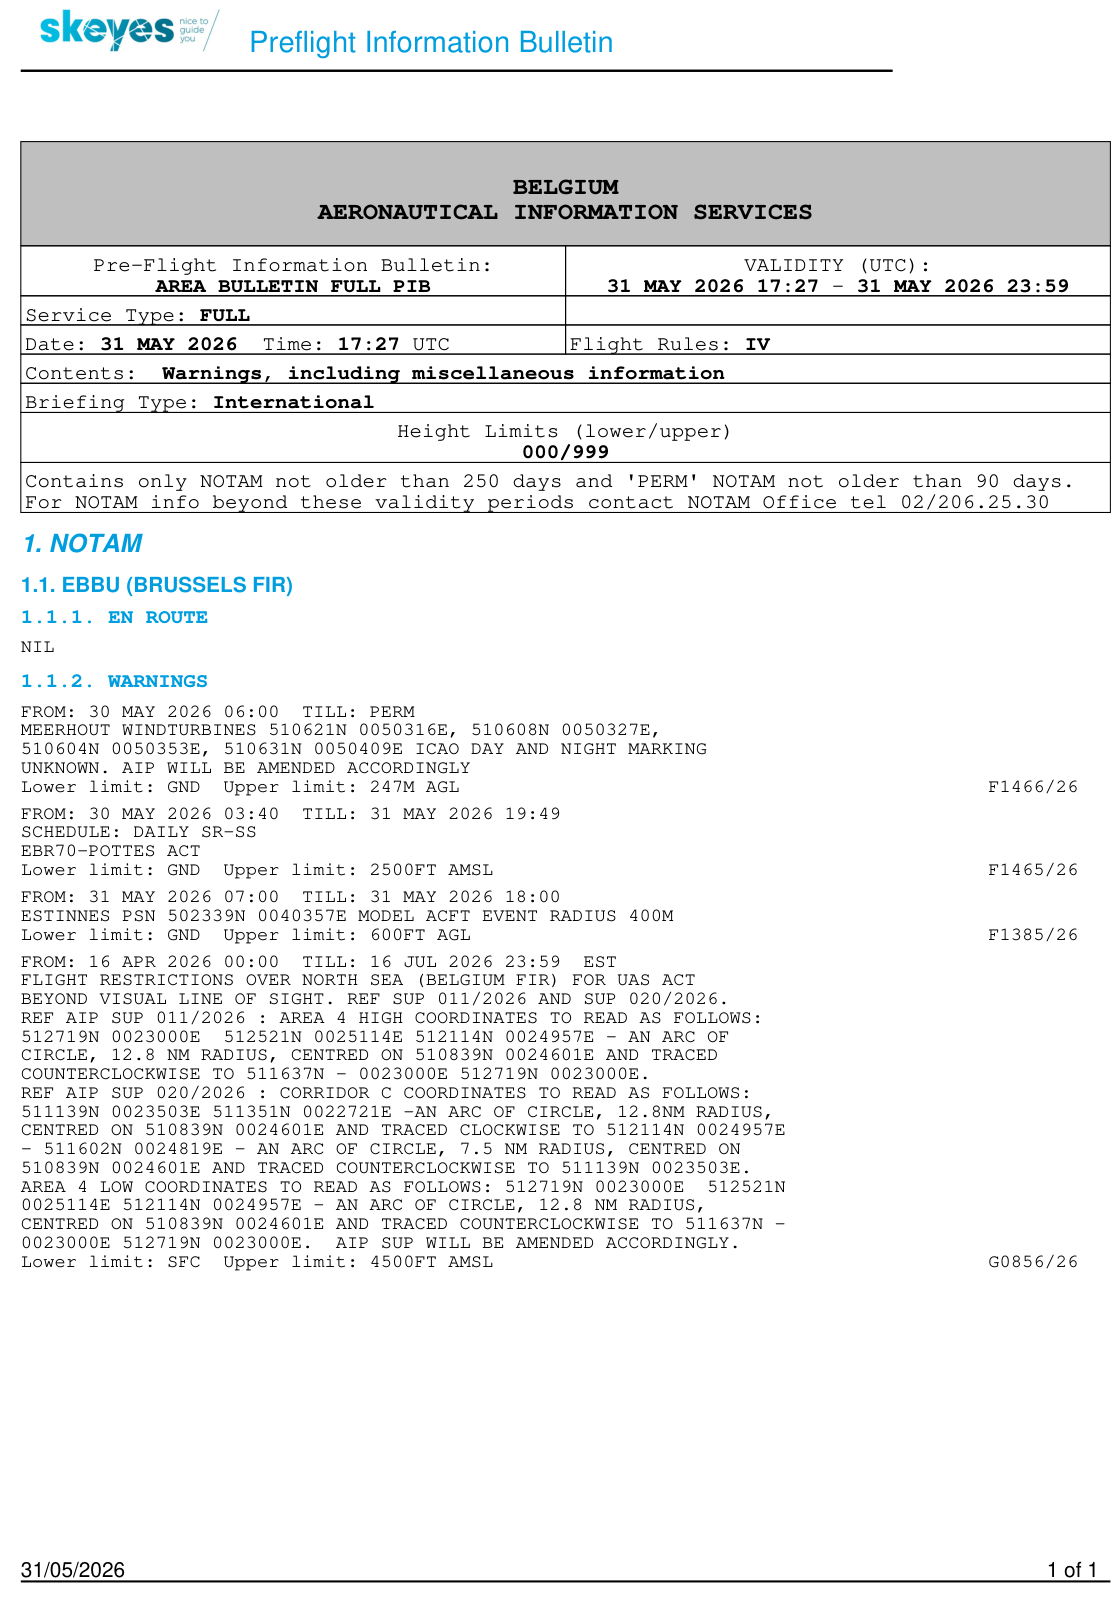 skeyes nice to guide you
Preflight Information Bulletin
BELGIUM
AERONAUTICAL INFORMATION SERVICES
Pre-Flight Information Bulletin:
AREA BULLETIN FULL PIB
VALIDITY (UTC):
31 MAY 2026 17:27 - 31 MAY 2026 23:59
Service Type: FULL
Date: 31 MAY 2026  Time: 17:27 UTC
Flight Rules: IV
Contents:  Warnings, including miscellaneous information
Briefing Type: International
Height Limits (lower/upper)
000/999
Contains only NOTAM not older than 250 days and 'PERM' NOTAM not older than 90 days.
For NOTAM info beyond these validity periods contact NOTAM Office tel 02/206.25.30
1. NOTAM
1.1. EBBU (BRUSSELS FIR)
1.1.1. EN ROUTE
NIL
1.1.2. WARNINGS
FROM: 30 MAY 2026 06:00  TILL: PERM
MEERHOUT WINDTURBINES 510621N 0050316E, 510608N 0050327E,
510604N 0050353E, 510631N 0050409E ICAO DAY AND NIGHT MARKING
UNKNOWN. AIP WILL BE AMENDED ACCORDINGLY
Lower limit: GND  Upper limit: 247M AGL F1466/26
FROM: 30 MAY 2026 03:40  TILL: 31 MAY 2026 19:49
SCHEDULE: DAILY SR-SS
EBR70-POTTES ACT
Lower limit: GND  Upper limit: 2500FT AMSL F1465/26
FROM: 31 MAY 2026 07:00  TILL: 31 MAY 2026 18:00
ESTINNES PSN 502339N 0040357E MODEL ACFT EVENT RADIUS 400M
Lower limit: GND  Upper limit: 600FT AGL F1385/26
FROM: 16 APR 2026 00:00  TILL: 16 JUL 2026 23:59  EST
FLIGHT RESTRICTIONS OVER NORTH SEA (BELGIUM FIR) FOR UAS ACT
BEYOND VISUAL LINE OF SIGHT. REF SUP 011/2026 AND SUP 020/2026.
REF AIP SUP 011/2026 : AREA 4 HIGH COORDINATES TO READ AS FOLLOWS:
512719N 0023000E  512521N 0025114E 512114N 0024957E - AN ARC OF
CIRCLE, 12.8 NM RADIUS, CENTRED ON 510839N 0024601E AND TRACED
COUNTERCLOCKWISE TO 511637N - 0023000E 512719N 0023000E.
REF AIP SUP 020/2026 : CORRIDOR C COORDINATES TO READ AS FOLLOWS:
511139N 0023503E 511351N 0022721E -AN ARC OF CIRCLE, 12.8NM RADIUS,
CENTRED ON 510839N 0024601E AND TRACED CLOCKWISE TO 512114N 0024957E
- 511602N 0024819E - AN ARC OF CIRCLE, 7.5 NM RADIUS, CENTRED ON
510839N 0024601E AND TRACED COUNTERCLOCKWISE TO 511139N 0023503E.
AREA 4 LOW COORDINATES TO READ AS FOLLOWS: 512719N 0023000E  512521N
0025114E 512114N 0024957E - AN ARC OF CIRCLE, 12.8 NM RADIUS,
CENTRED ON 510839N 0024601E AND TRACED COUNTERCLOCKWISE TO 511637N -
0023000E 512719N 0023000E.  AIP SUP WILL BE AMENDED ACCORDINGLY.
Lower limit: SFC  Upper limit: 4500FT AMSL G0856/26
31/05/2026
1 of 1